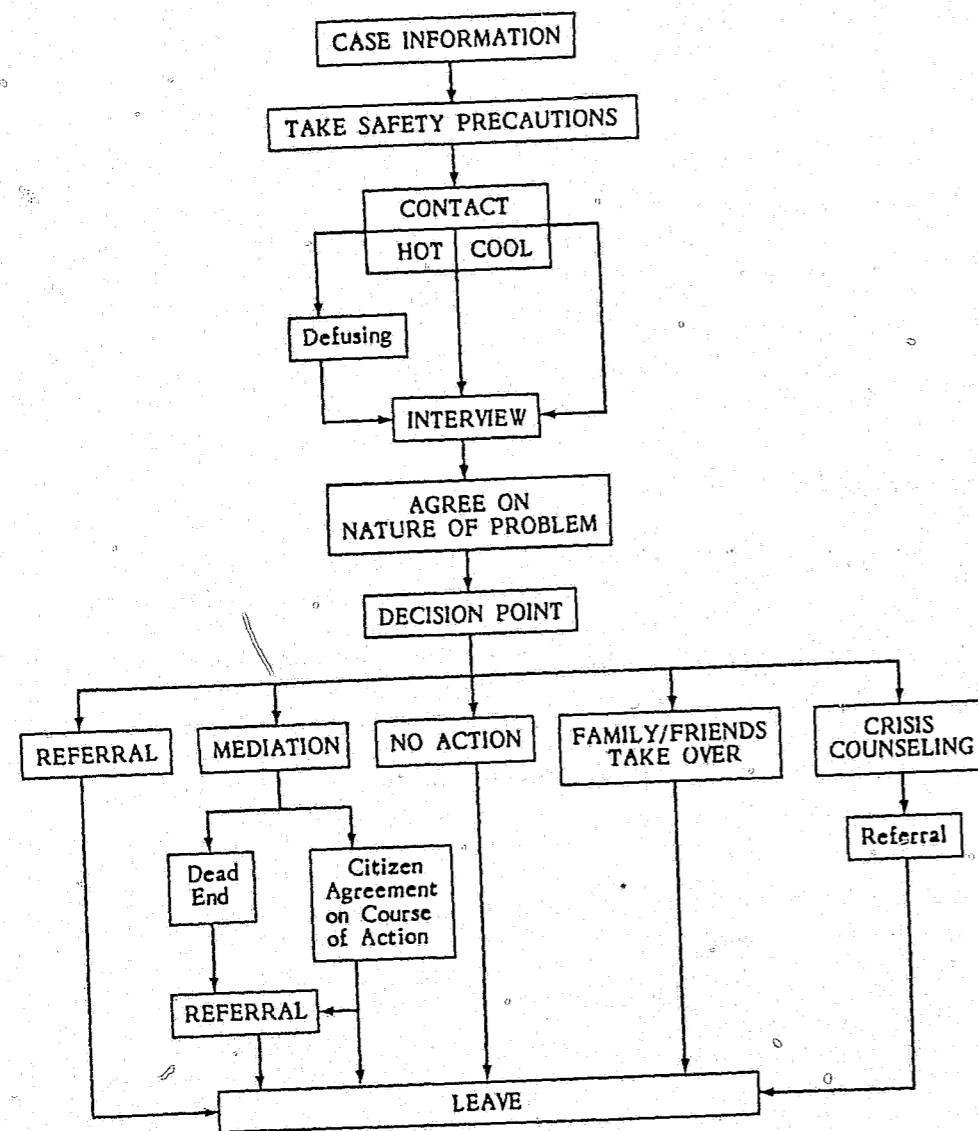 CASE INFORMATION
TAKE SAFETY PRECAUTIONS
CONTACT
HOT COOL
Defusing
INTERVIEW
AGREE ON
NATURE OF PROBLEM
DECISION POINT
REFERRAL
MEDIATION
NO ACTION
FAMILY/FRIENDS
TAKE OVER
CRISIS
COUNSELING
Dead
End
Citizen
Agreement
on Course
of Action
Referral
REFERRAL
LEAVE